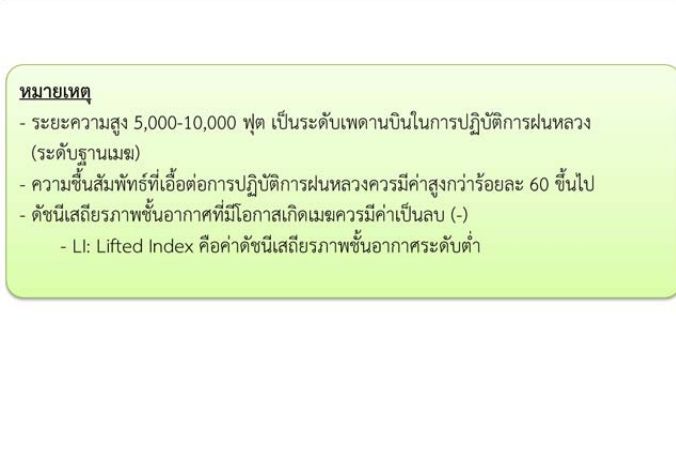 หมายเหตุ
- ระยะความสูง 5,000-10,000 ฟุต เป็นระดับเพดานบินในการปฏิบัติการฝนหลวง
(ระดับฐานเมฆ)
- ความชื้นสัมพัทธ์ที่เอื้อต่อการปฏิบัติการฝนหลวงควรมีค่าสูงกว่าร้อยละ 60 ขึ้นไป
- ดัชนีเสถียรภาพชั้นอากาศที่มีโอกาสเกิดเมฆควรมีค่าเป็นลบ (-)
- LI: Lifted Index คือค่าดัชนีเสถียรภาพชั้นอากาศระดับต่ำ